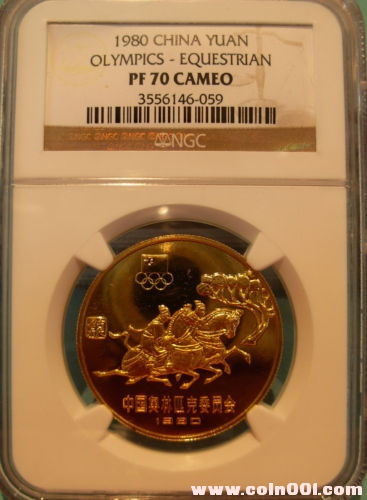 1980 CHINA YUAN
OLYMPICS - EQUESTRIAN
PF 70 CAMEO
3556146-059
NGC
中国奥林匹克委员会
1980
www.coin001.com